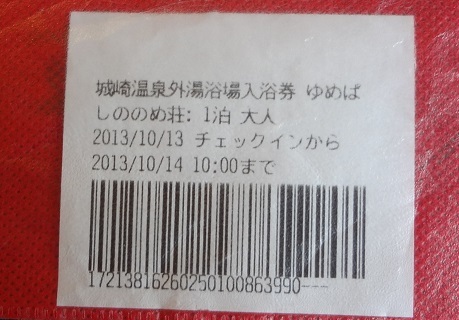 城崎温泉外湯浴場入浴券 ゆめぱ
しののめ荘: 1泊 大人
2013/10/13 チェックインから
2013/10/14 10:00まで
17213816260250100863990---